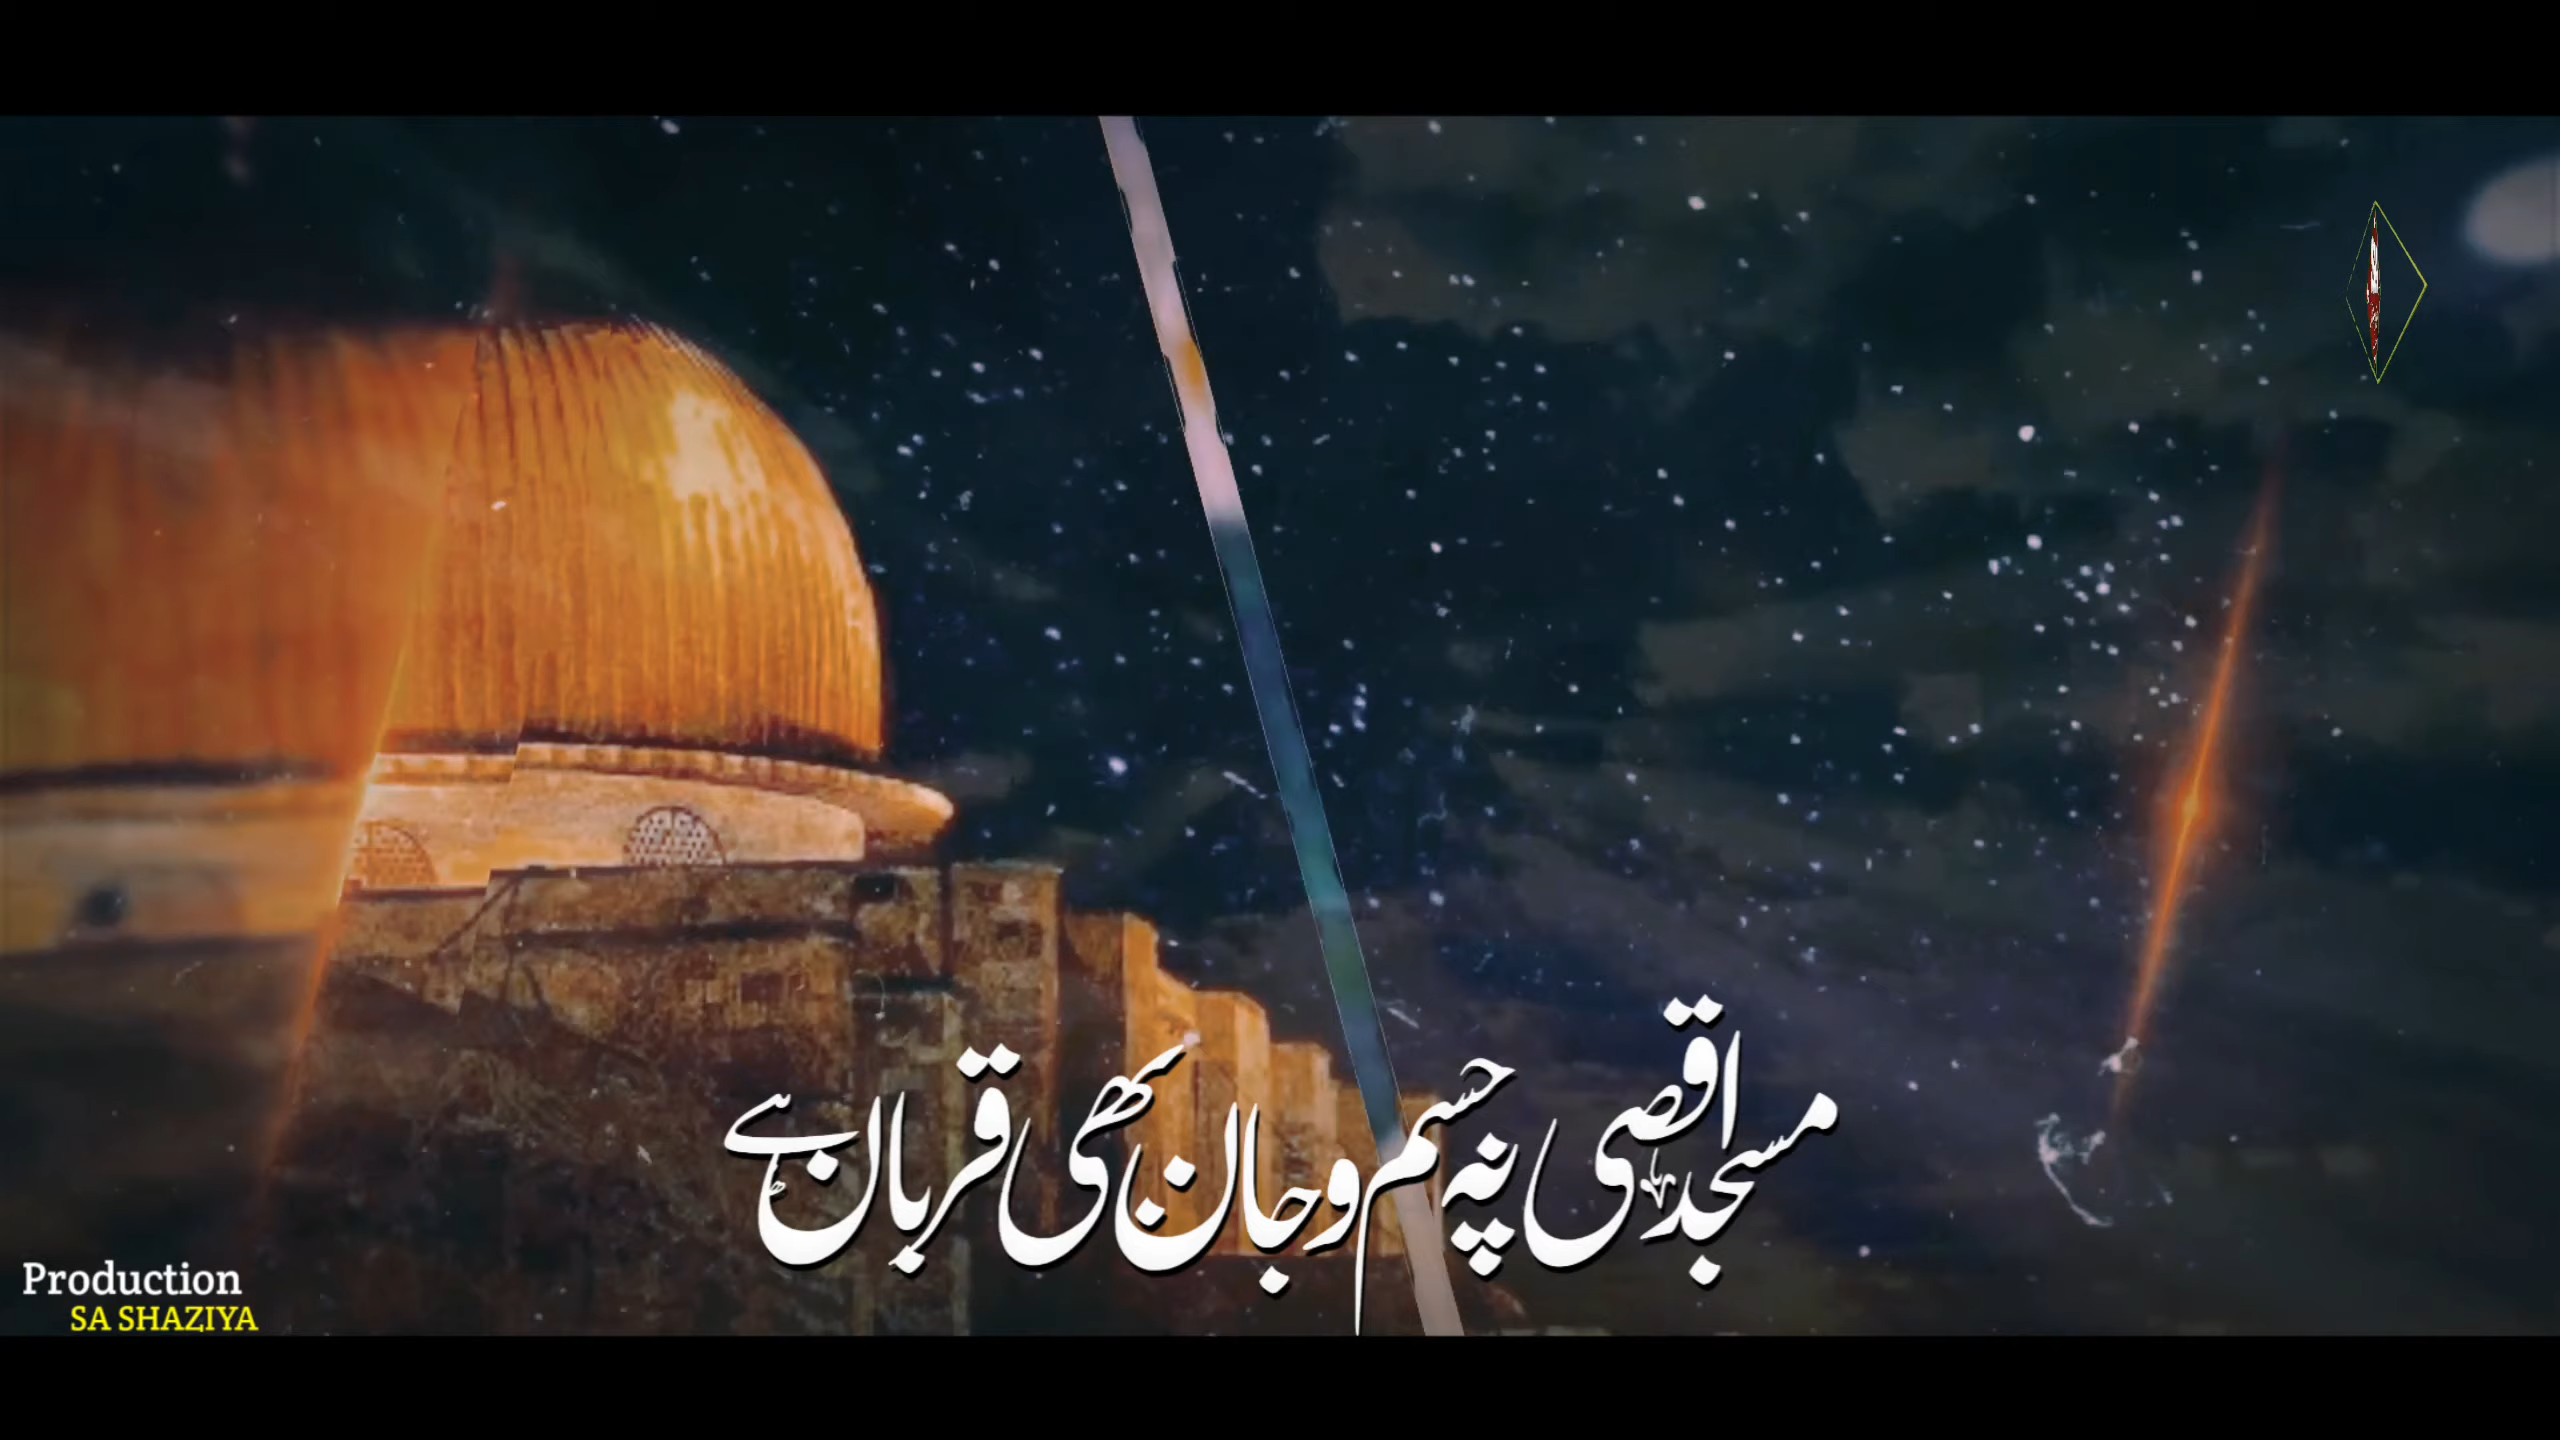 مسجد اقصی پہ جسم و جان بھی قربان ہے
Production
SA SHAZIYA